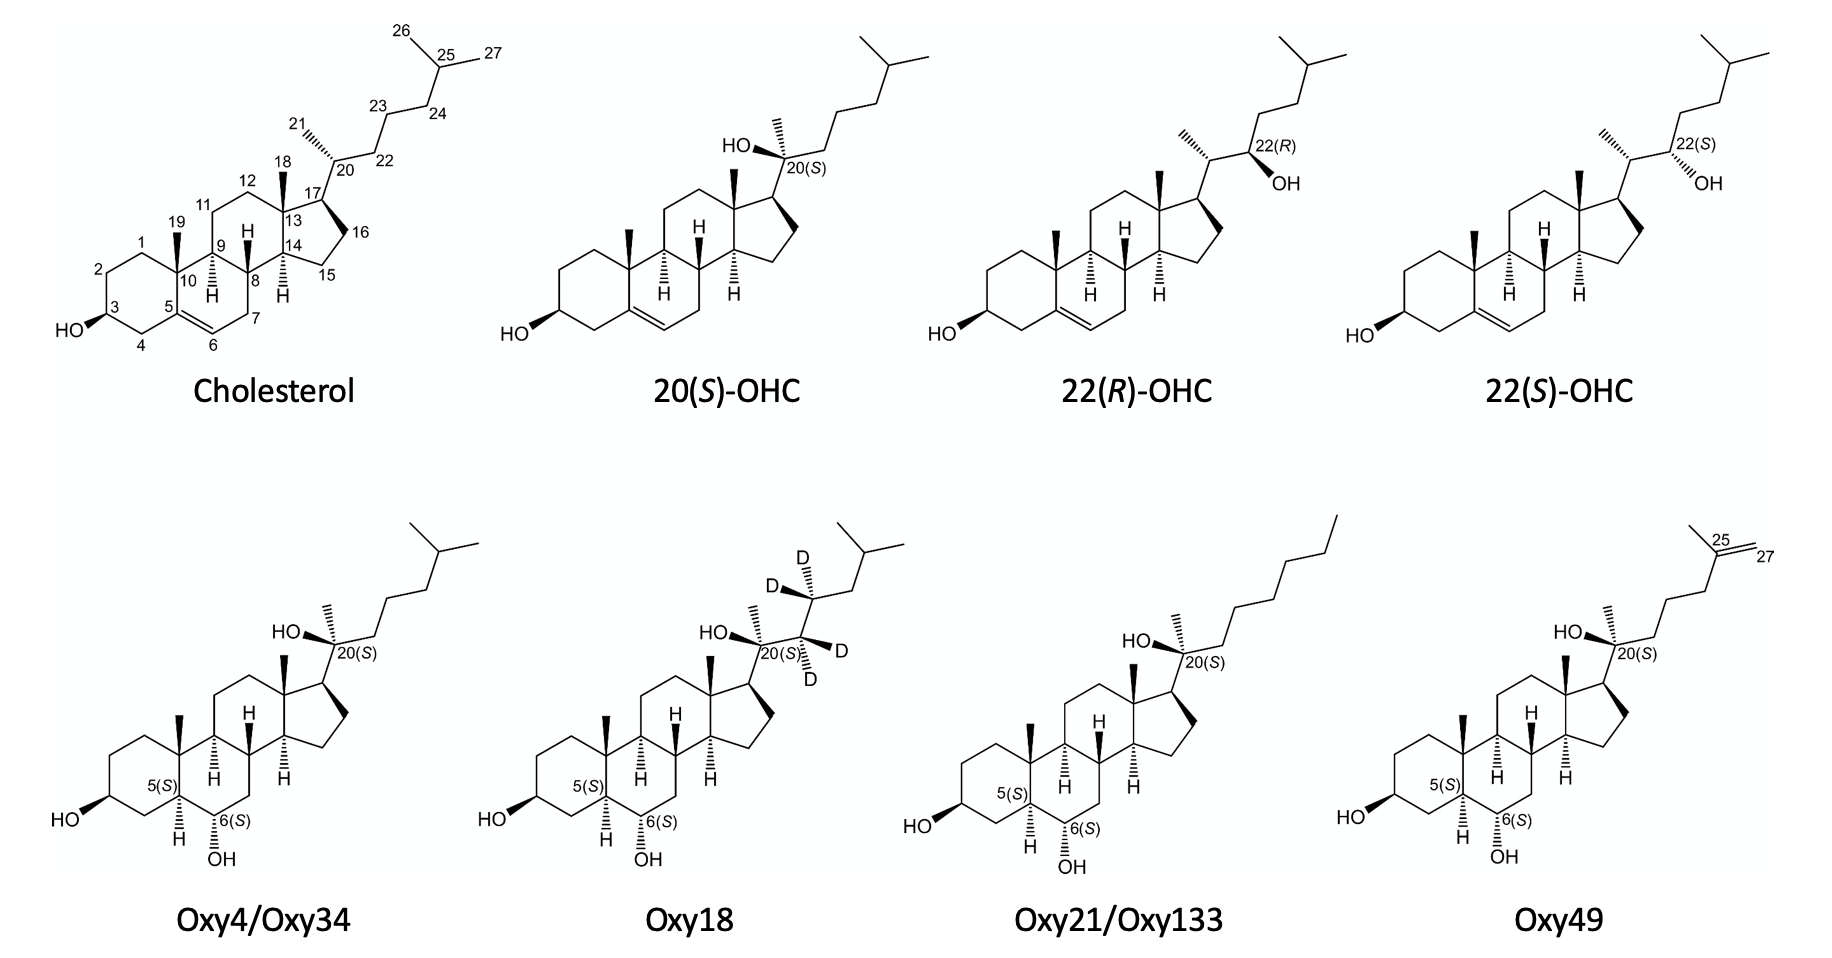 26
25
27
23
24
21
18
20
22
12
17
11
13
16
19
H
1
9
14
15
2
10
8
H
H
3
5
7
HO
4
6
Cholesterol
HO
20(S)
H
H
H
HO
20(S)-OHC
22(R)
OH
H
H
H
HO
22(R)-OHC
22(S)
OH
H
H
H
HO
22(S)-OHC
HO
20(S)
H
H
H
5(S)
HO
6(S)
H
OH
Oxy4/Oxy34
D
D
HO
20(S)
D
D
H
H
H
5(S)
HO
6(S)
H
OH
Oxy18
HO
20(S)
H
H
H
5(S)
HO
6(S)
H
OH
Oxy21/Oxy133
25
27
HO
20(S)
H
H
H
5(S)
HO
6(S)
H
OH
Oxy49